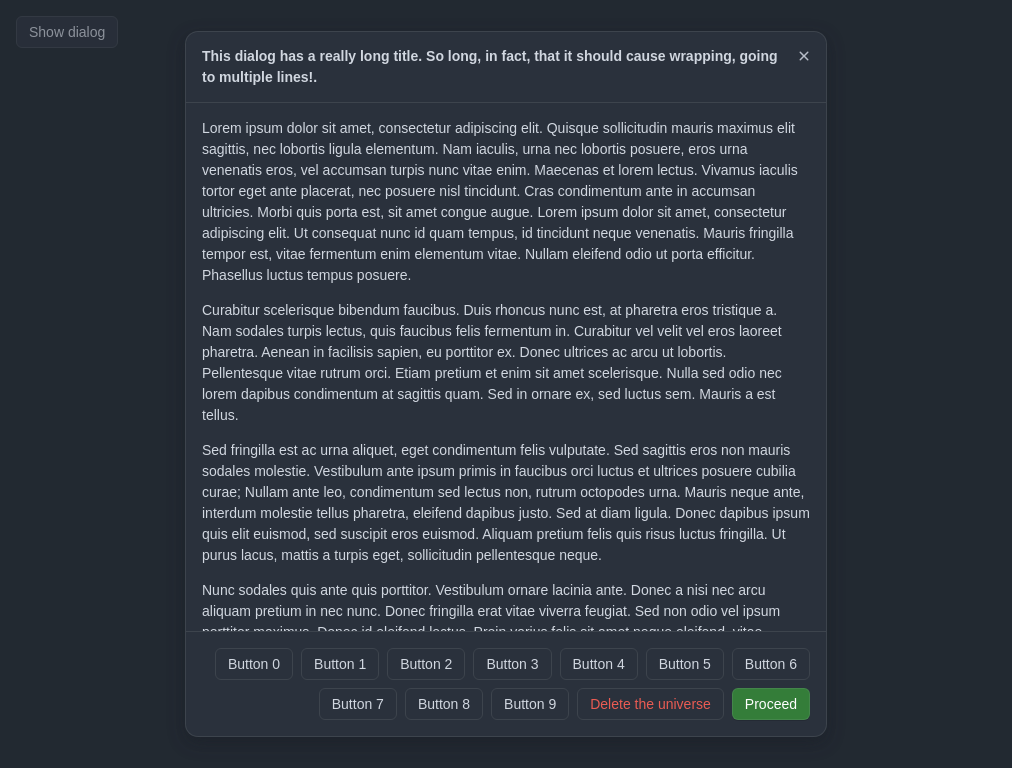 Show dialog
This dialog has a really long title. So long, in fact, that it should cause wrapping, going
to multiple lines!.
Lorem ipsum dolor sit amet, consectetur adipiscing elit. Quisque sollicitudin mauris maximus elit
sagittis, nec lobortis ligula elementum. Nam iaculis, urna nec lobortis posuere, eros urna
venenatis eros, vel accumsan turpis nunc vitae enim. Maecenas et lorem lectus. Vivamus iaculis
tortor eget ante placerat, nec posuere nisl tincidunt. Cras condimentum ante in accumsan
ultricies. Morbi quis porta est, sit amet congue augue. Lorem ipsum dolor sit amet, consectetur
adipiscing elit. Ut consequat nunc id quam tempus, id tincidunt neque venenatis. Mauris fringilla
tempor est, vitae fermentum enim elementum vitae. Nullam eleifend odio ut porta efficitur.
Phasellus luctus tempus posuere.
Curabitur scelerisque bibendum faucibus. Duis rhoncus nunc est, at pharetra eros tristique a.
Nam sodales turpis lectus, quis faucibus felis fermentum in. Curabitur vel velit vel eros laoreet
pharetra. Aenean in facilisis sapien, eu porttitor ex. Donec ultrices ac arcu ut lobortis.
Pellentesque vitae rutrum orci. Etiam pretium et enim sit amet scelerisque. Nulla sed odio nec
lorem dapibus condimentum at sagittis quam. Sed in ornare ex, sed luctus sem. Mauris a est
tellus.
Sed fringilla est ac urna aliquet, eget condimentum felis vulputate. Sed sagittis eros non mauris
sodales molestie. Vestibulum ante ipsum primis in faucibus orci luctus et ultrices posuere cubilia
curae; Nullam ante leo, condimentum sed lectus non, rutrum octopodes urna. Mauris neque ante,
interdum molestie tellus pharetra, eleifend dapibus justo. Sed at diam ligula. Donec dapibus ipsum
quis elit euismod, sed suscipit eros euismod. Aliquam pretium felis quis risus luctus fringilla. Ut
purus lacus, mattis a turpis eget, sollicitudin pellentesque neque.
Nunc sodales quis ante quis porttitor. Vestibulum ornare lacinia ante. Donec a nisi nec arcu
aliquam pretium in nec nunc. Donec fringilla erat vitae viverra feugiat. Sed non odio vel ipsum
porttitor maximus. Donec id eleifend lectus. Proin varius felis sit amet neque eleifend, vitae
Button 0 Button 1 Button 2 Button 3 Button 4 Button 5 Button 6
Button 7 Button 8 Button 9 Delete the universe Proceed